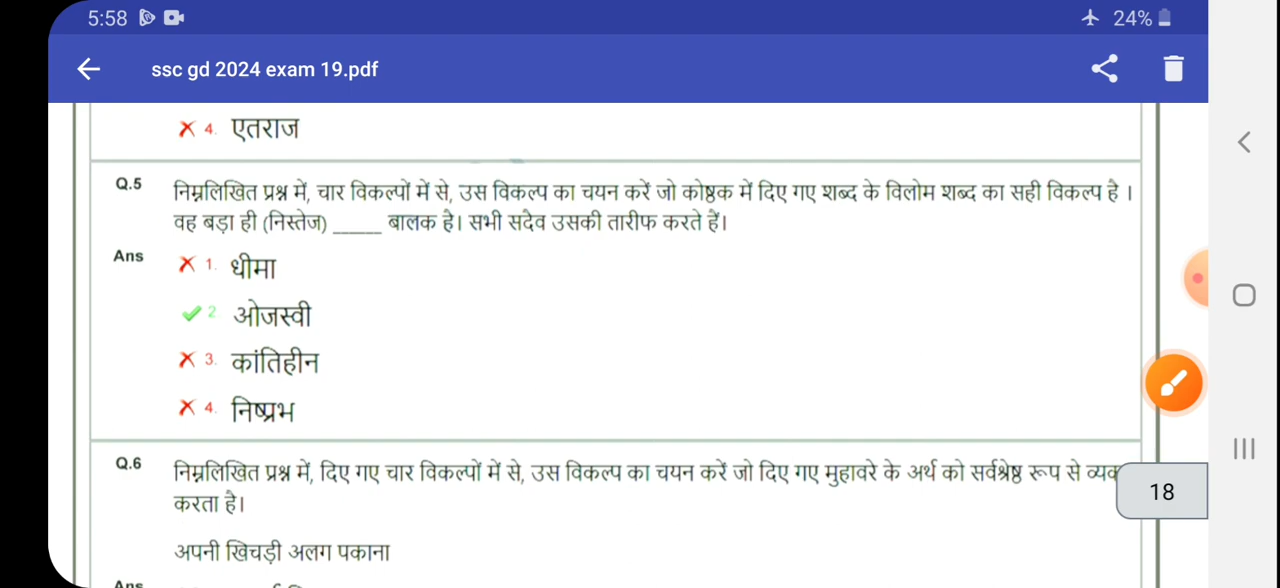 5:58
24%
ssc gd 2024 exam 19.pdf
4. एतराज
Q.5 निम्नलिखित प्रश्न में, चार विकल्पों में से, उस विकल्प का चयन करें जो कोष्ठक में दिए गए शब्द के विलोम शब्द का सही विकल्प है ।
वह बड़ा ही (निस्तेज) _____ बालक है। सभी सदैव उसकी तारीफ करते हैं।
Ans 1. धीमा
2 ओजस्वी
3. कांतिहीन
4. निष्प्रभ
Q.6 निम्नलिखित प्रश्न में, दिए गए चार विकल्पों में से, उस विकल्प का चयन करें जो दिए गए मुहावरे के अर्थ को सर्वश्रेष्ठ रूप से
करता है।
18
अपनी खिचड़ी अलग पकाना
Ans